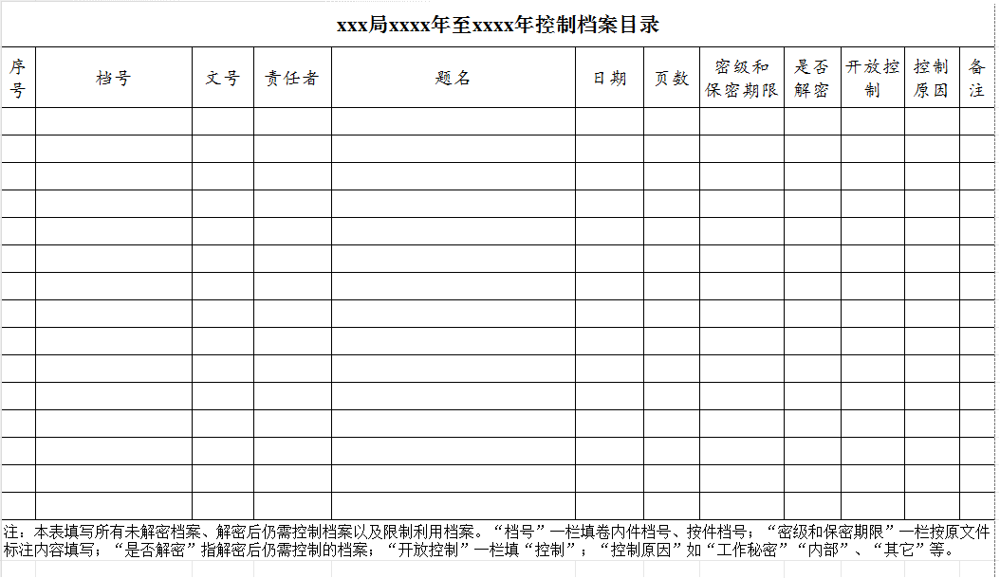 xxx局xxxx年至xxxx年控制档案目录
序号 档号 文号 责任者 题名 日期 页数 密级和保密期限 是否解密 开放控制 控制原因 备注
注：本表填写所有未解密档案、解密后仍需控制档案以及限制利用档案。“档号”一栏填卷内件档号、按件档号；“密级和保密期限”一栏按原文件
标注内容填写；“是否解密”指解密后仍需控制的档案；“开放控制”一栏填“控制”；“控制原因”如“工作秘密”“内部”、“其它”等。